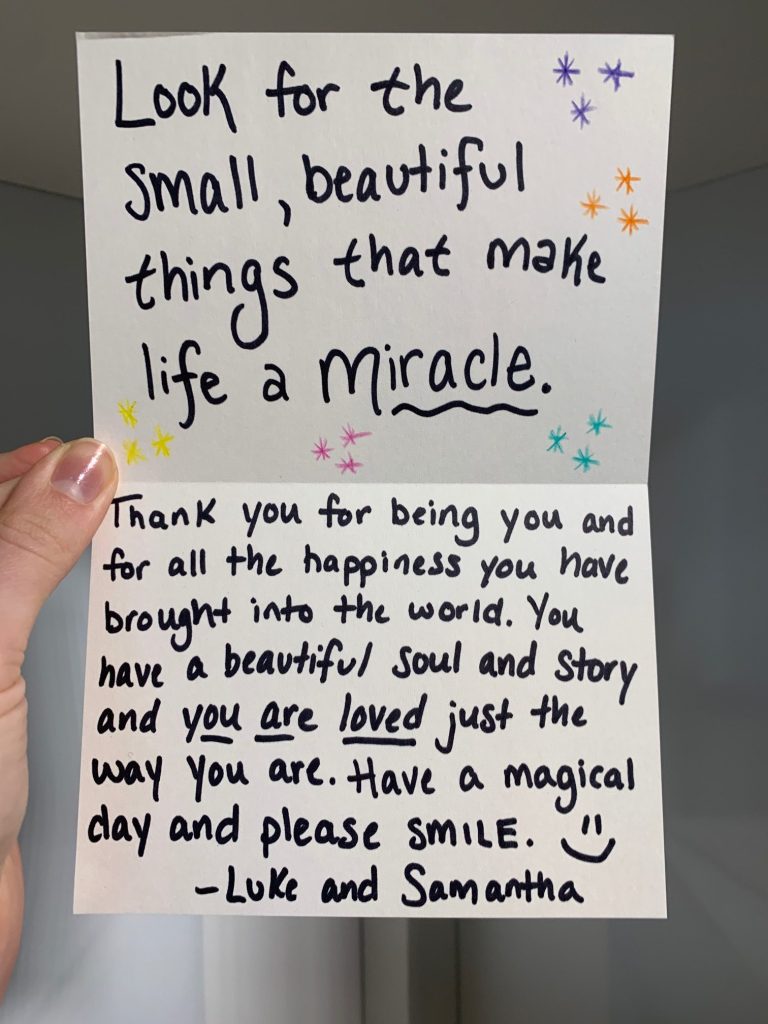 Look for the
small, beautiful
things that make
life a miracle.
Thank you for being you and
for all the happiness you have
brought into the world. You
have a beautiful soul and story
and you are loved just the
way you are. Have a magical
day and please SMILE.
-Luke and Samantha